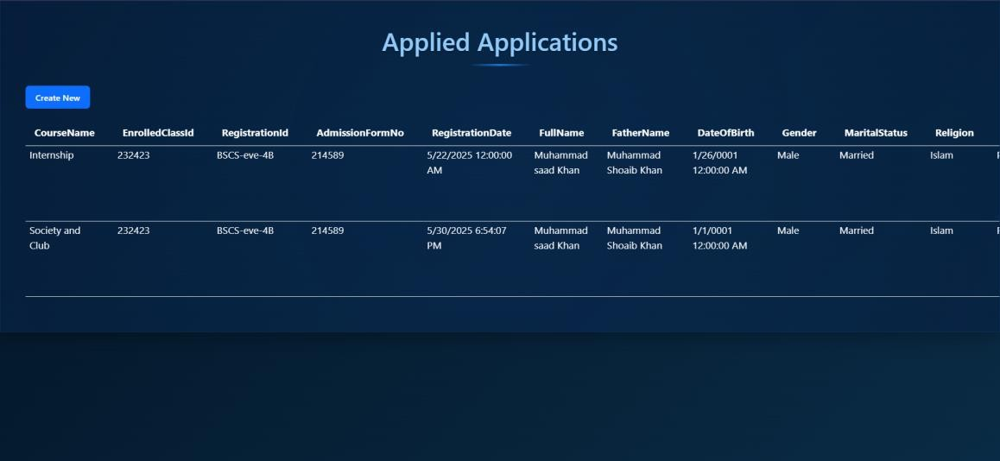 Applied Applications
Create New
CourseName EnrolledClassId RegistrationId AdmissionFormNo RegistrationDate FullName FatherName DateOfBirth Gender MaritalStatus Religion
Internship 232423 BSCS-eve-4B 214589 5/22/2025 12:00:00 Muhammad Muhammad 1/26/0001 Male Married Islam
AM saad Khan Shoaib Khan 12:00:00 AM
Society and 232423 BSCS-eve-4B 214589 5/30/2025 6:54:07 Muhammad Muhammad 1/1/0001 Male Married Islam
Club PM saad Khan Shoaib Khan 12:00:00 AM